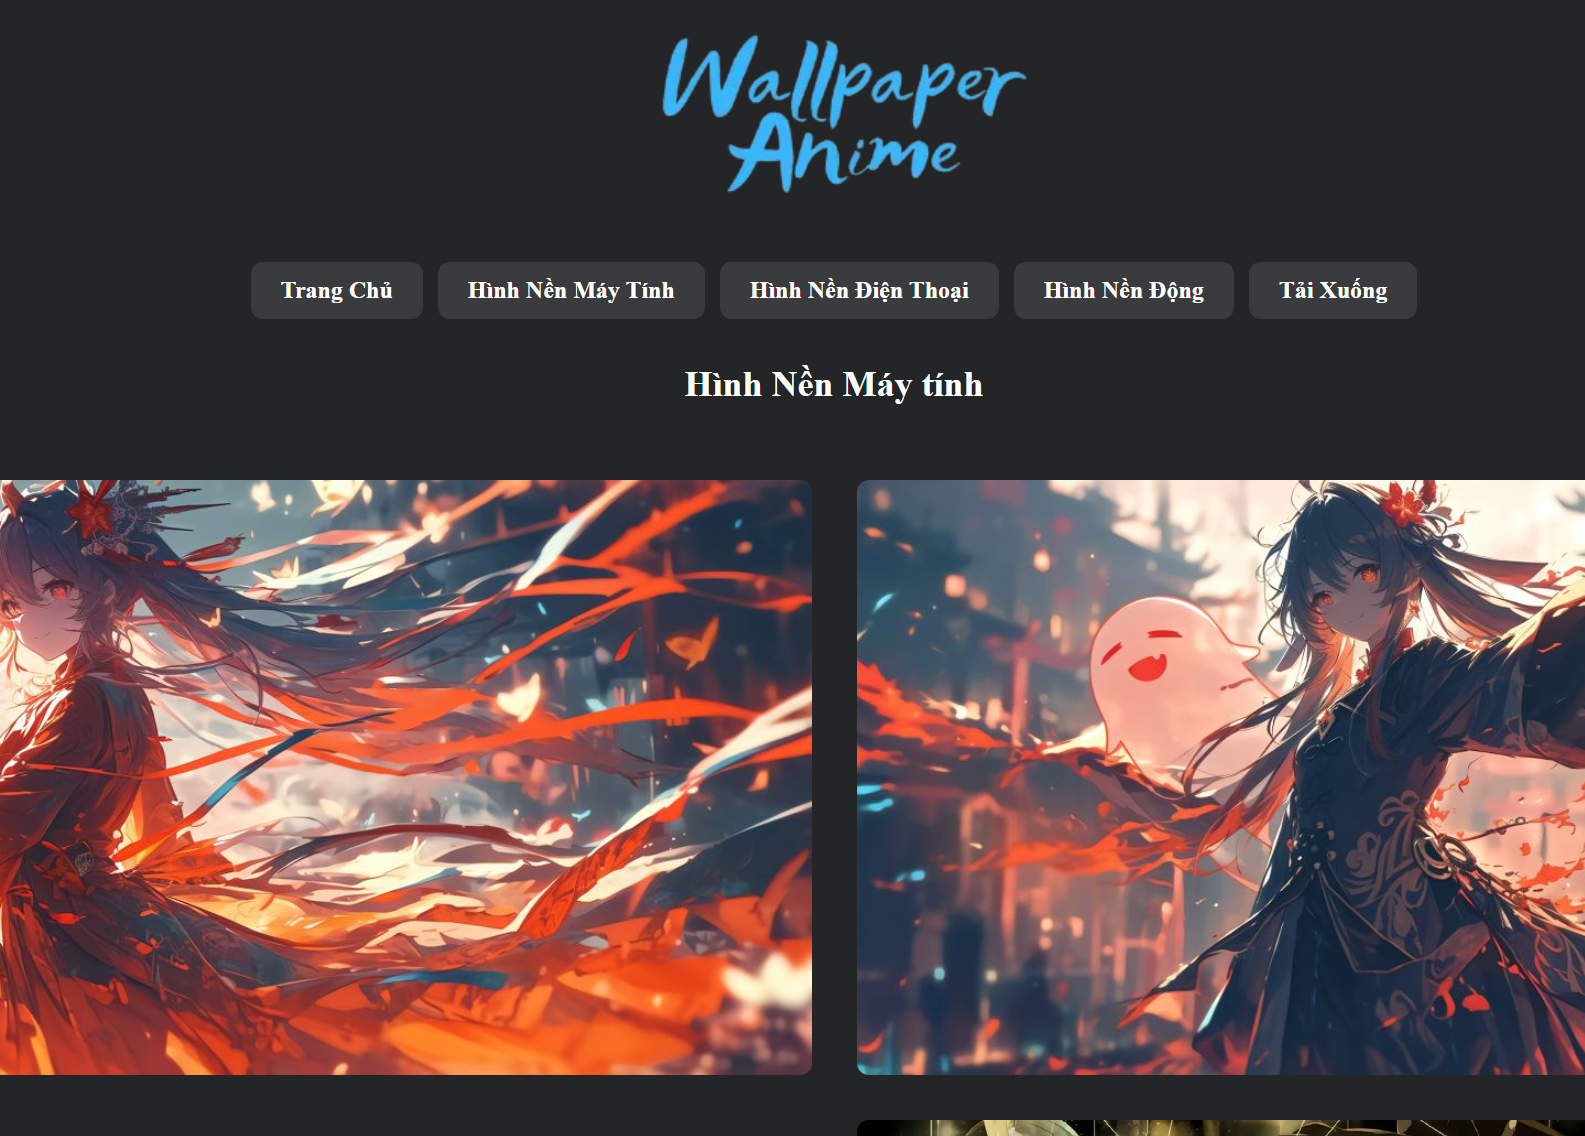 Wallpaper
Anime
Trang Chủ
Hình Nền Máy Tính
Hình Nền Điện Thoại
Hình Nền Động
Tải Xuống
Hình Nền Máy tính